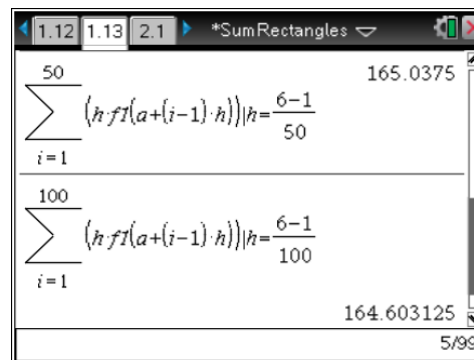 1.12 1.13 2.1 *SumRectangles
50
∑ (h·f1(a+(i−1)·h))|h=6−1/50
i=1
165.0375
100
∑ (h·f1(a+(i−1)·h))|h=6−1/100
i=1
164.603125
5/99